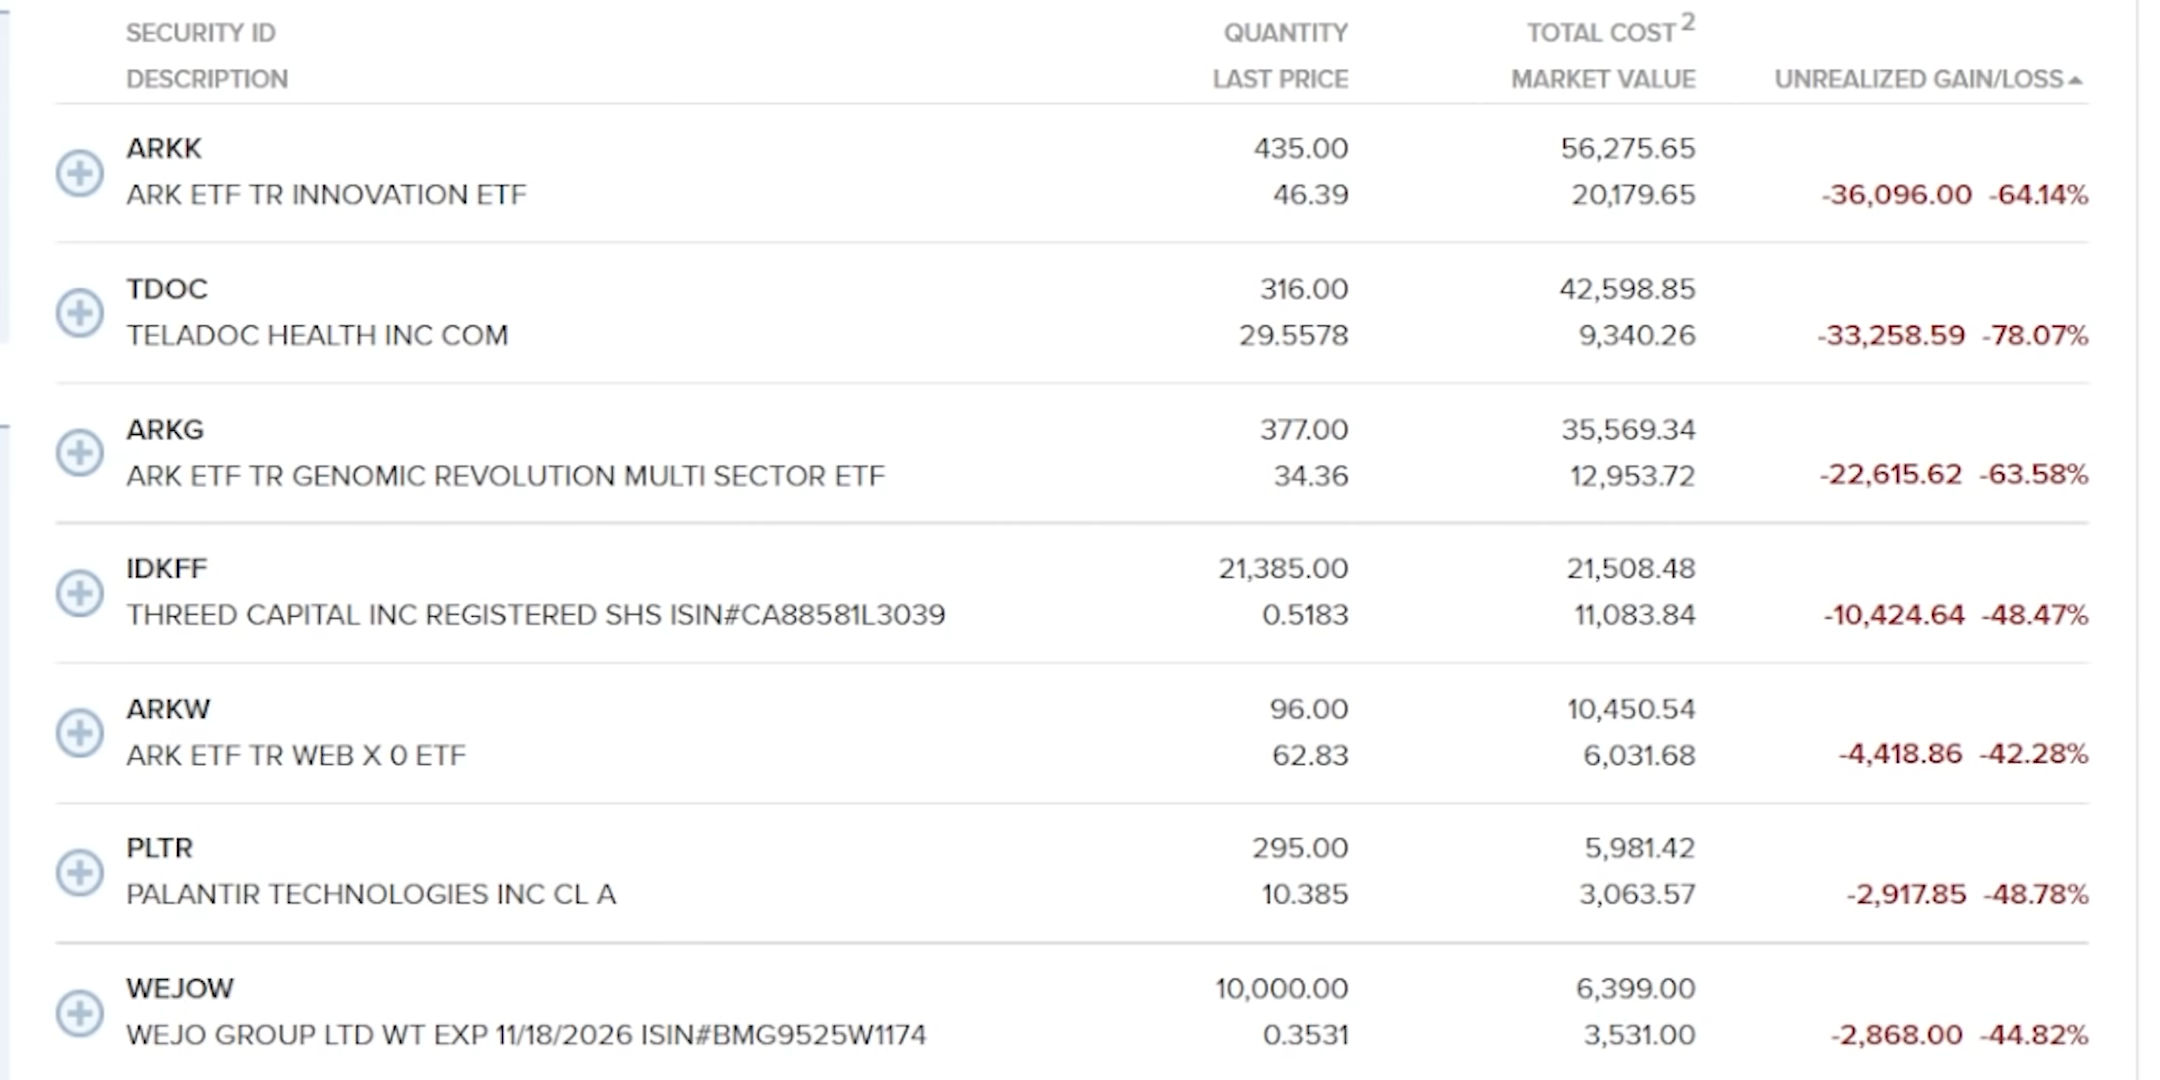 SECURITY ID QUANTITY TOTAL COST 2
DESCRIPTION LAST PRICE MARKET VALUE UNREALIZED GAIN/LOSS
ARKK 435.00 56,275.65
ARK ETF TR INNOVATION ETF 46.39 20,179.65 -36,096.00 -64.14%
TDOC 316.00 42,598.85
TELADOC HEALTH INC COM 29.5578 9,340.26 -33,258.59 -78.07%
ARKG 377.00 35,569.34
ARK ETF TR GENOMIC REVOLUTION MULTI SECTOR ETF 34.36 12,953.72 -22,615.62 -63.58%
IDKFF 21,385.00 21,508.48
THREED CAPITAL INC REGISTERED SHS ISIN#CA88581L3039 0.5183 11,083.84 -10,424.64 -48.47%
ARKW 96.00 10,450.54
ARK ETF TR WEB X 0 ETF 62.83 6,031.68 -4,418.86 -42.28%
PLTR 295.00 5,981.42
PALANTIR TECHNOLOGIES INC CL A 10.385 3,063.57 -2,917.85 -48.78%
WEJOW 10,000.00 6,399.00
WEJO GROUP LTD WT EXP 11/18/2026 ISIN#BMG9525W1174 0.3531 3,531.00 -2,868.00 -44.82%